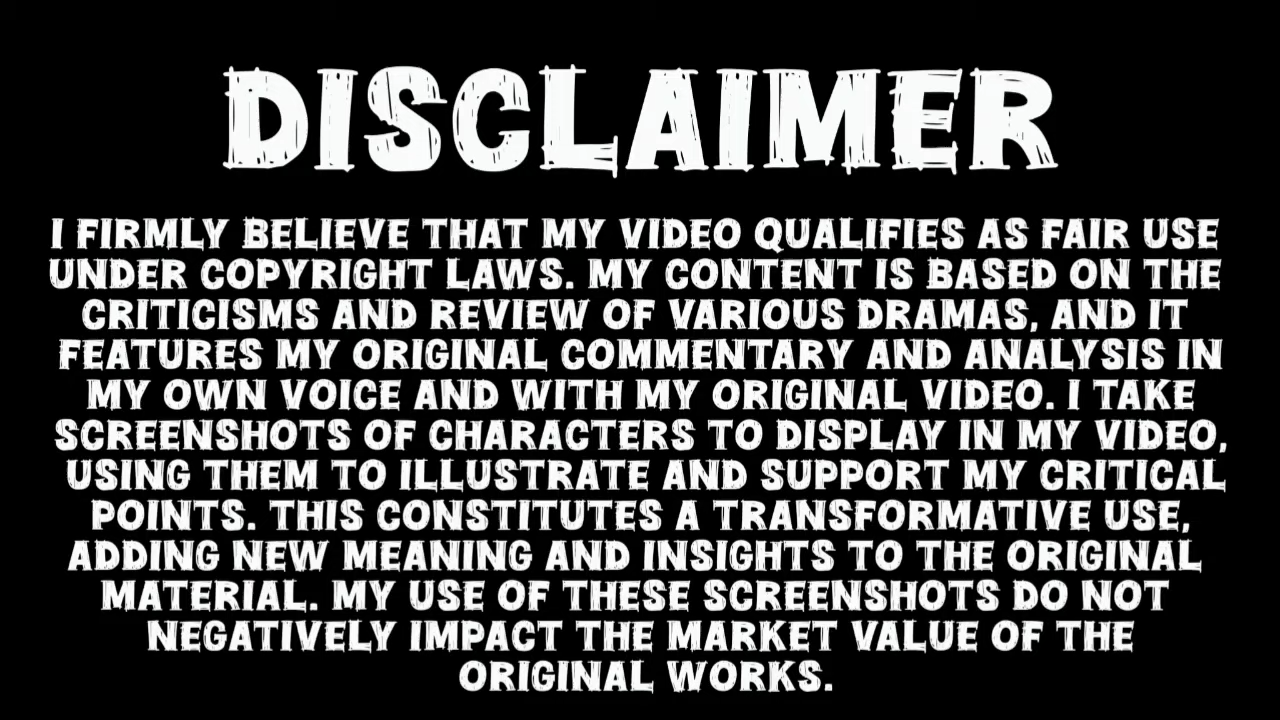 DISCLAIMER
I FIRMLY BELIEVE THAT MY VIDEO QUALIFIES AS FAIR USE
UNDER COPYRIGHT LAWS. MY CONTENT IS BASED ON THE
CRITICISMS AND REVIEW OF VARIOUS DRAMAS, AND IT
FEATURES MY ORIGINAL COMMENTARY AND ANALYSIS IN
MY OWN VOICE AND WITH MY ORIGINAL VIDEO. I TAKE
SCREENSHOTS OF CHARACTERS TO DISPLAY IN MY VIDEO,
USING THEM TO ILLUSTRATE AND SUPPORT MY CRITICAL
POINTS. THIS CONSTITUTES A TRANSFORMATIVE USE,
ADDING NEW MEANING AND INSIGHTS TO THE ORIGINAL
MATERIAL. MY USE OF THESE SCREENSHOTS DO NOT
NEGATIVELY IMPACT THE MARKET VALUE OF THE
ORIGINAL WORKS.